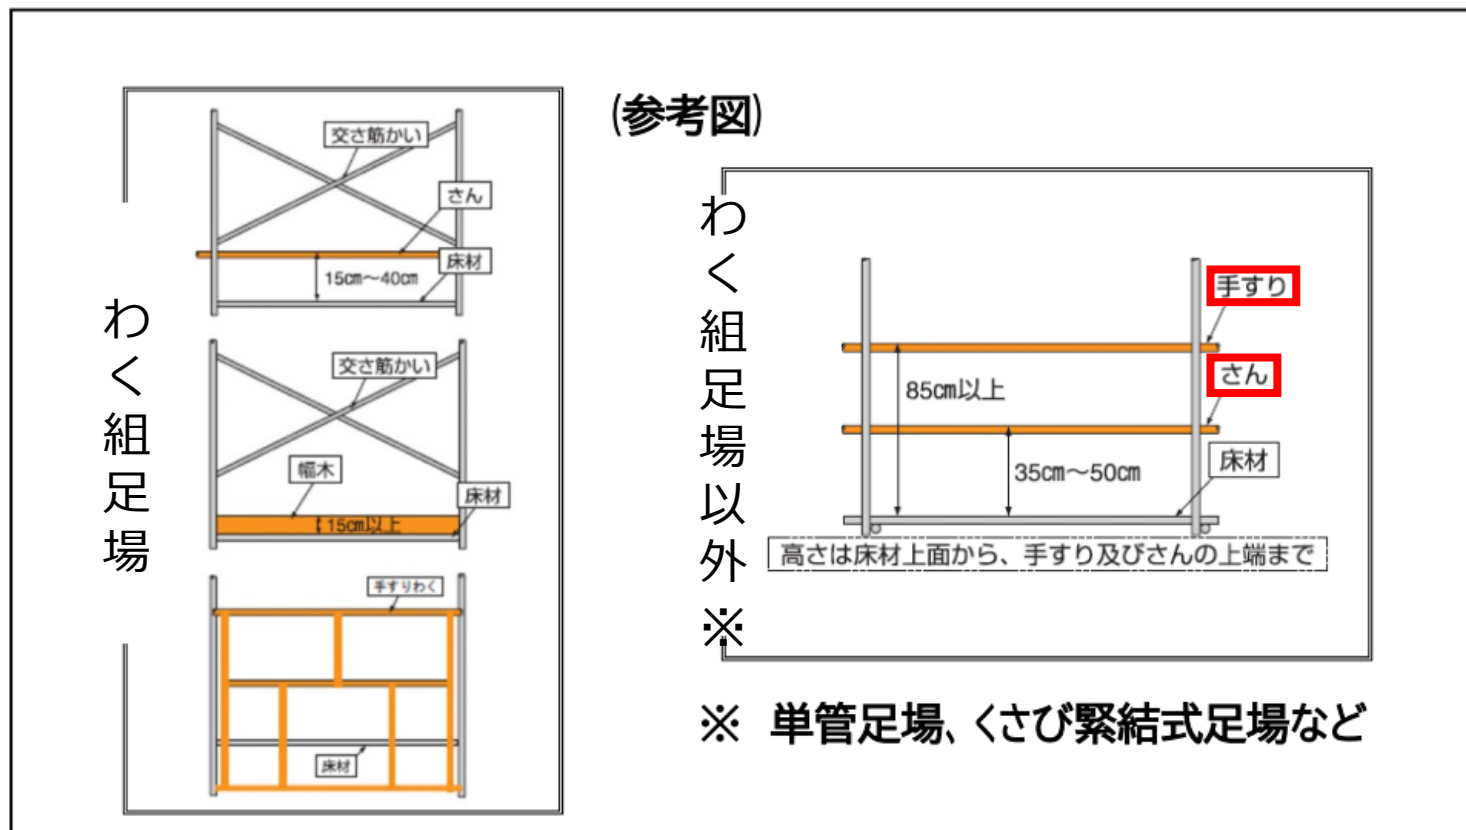 (参考図)
わく組足場
交さ筋かい
さん
床材
15㎝～40㎝
交さ筋かい
幅木
床材
15㎝以上
手すりわく
床材
わく組足場以外※
手すり
さん
85㎝以上
床材
35㎝～50㎝
高さは床材上面から、手すり及びさんの上端まで
※ 単管足場、くさび緊結式足場など